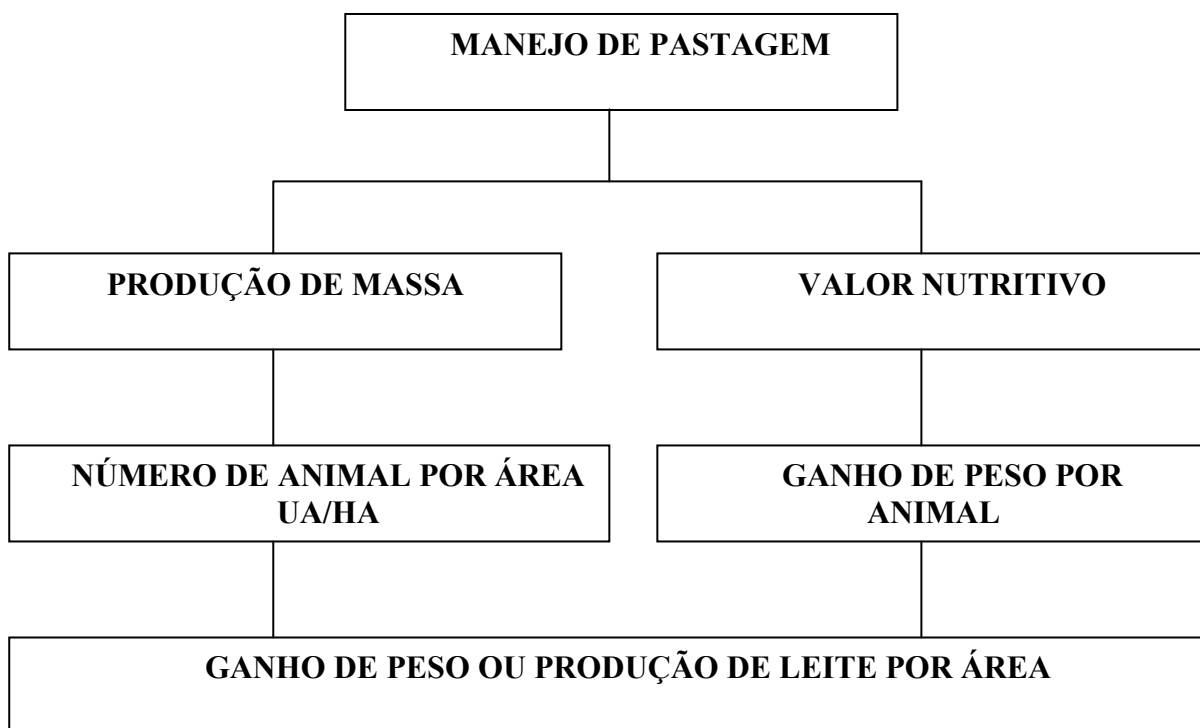 MANEJO DE PASTAGEM
PRODUÇÃO DE MASSA
VALOR NUTRITIVO
NÚMERO DE ANIMAL POR ÁREA
UA/HA
GANHO DE PESO POR
ANIMAL
GANHO DE PESO OU PRODUÇÃO DE LEITE POR ÁREA